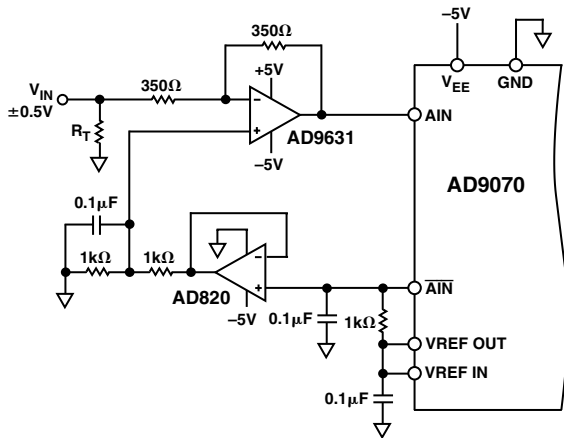 350Ω
–5V
V_IN
±0.5V
350Ω
+5V
V_EE
GND
–
+
R_T
AD9631
AIN
–5V
AD9070
0.1μF
1kΩ
1kΩ
–
+
AD820
–5V
AIN
0.1μF
1kΩ
VREF OUT
VREF IN
0.1μF